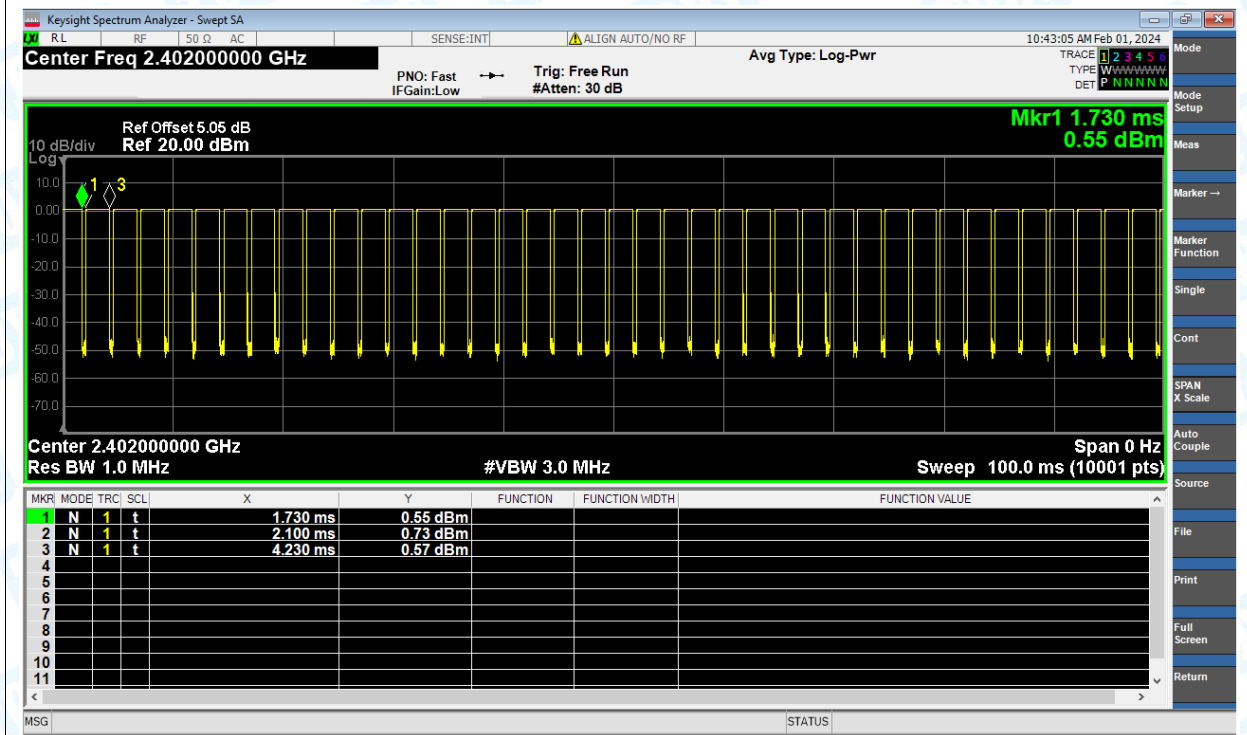 Keysight Spectrum Analyzer - Swept SA
LXI RL RF 50 Ω AC SENSE:INT ALIGN AUTO/NO RF 10:43:05 AM Feb 01, 2024
Center Freq 2.402000000 GHz Avg Type: Log-Pwr TRACE 1 2 3 4 5 6
PNO: Fast Trig: Free Run TYPE WWWWWW
IFGain:Low #Atten: 30 dB DET P N N N N N
Ref Offset 5.05 dB Mkr1 1.730 ms
10 dB/div Ref 20.00 dBm 0.55 dBm
Log
10.0
1 3
0.00
-10.0
-20.0
-30.0
-40.0
-50.0
-60.0
-70.0
Center 2.402000000 GHz Span 0 Hz
Res BW 1.0 MHz #VBW 3.0 MHz Sweep 100.0 ms (10001 pts)
MKR MODE TRC SCL X Y FUNCTION FUNCTION WIDTH FUNCTION VALUE
1 N 1 t 1.730 ms 0.55 dBm
2 N 1 t 2.100 ms 0.73 dBm
3 N 1 t 4.230 ms 0.57 dBm
4
5
6
7
8
9
10
11
MSG STATUS
Mode
Mode
Setup
Meas
Marker →
Marker
Function
Single
Cont
SPAN
X Scale
Auto
Couple
Source
File
Print
Full
Screen
Return